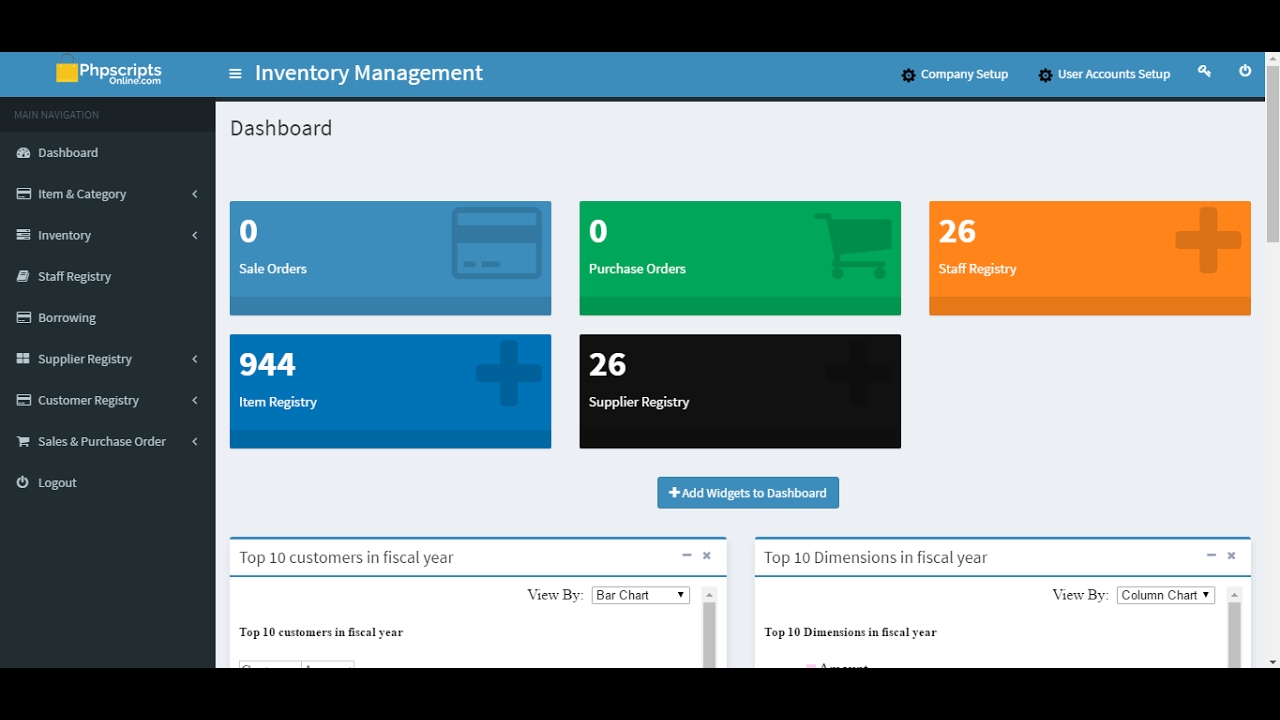 Phpscripts
Online.com
Inventory Management
Company Setup
User Accounts Setup
MAIN NAVIGATION
Dashboard
Item & Category
Inventory
Staff Registry
Borrowing
Supplier Registry
Customer Registry
Sales & Purchase Order
Logout
Dashboard
0
Sale Orders
0
Purchase Orders
26
Staff Registry
944
Item Registry
26
Supplier Registry
Add Widgets to Dashboard
Top 10 customers in fiscal year
View By: Bar Chart
Top 10 customers in fiscal year
Top 10 Dimensions in fiscal year
View By: Column Chart
Top 10 Dimensions in fiscal year
Amount